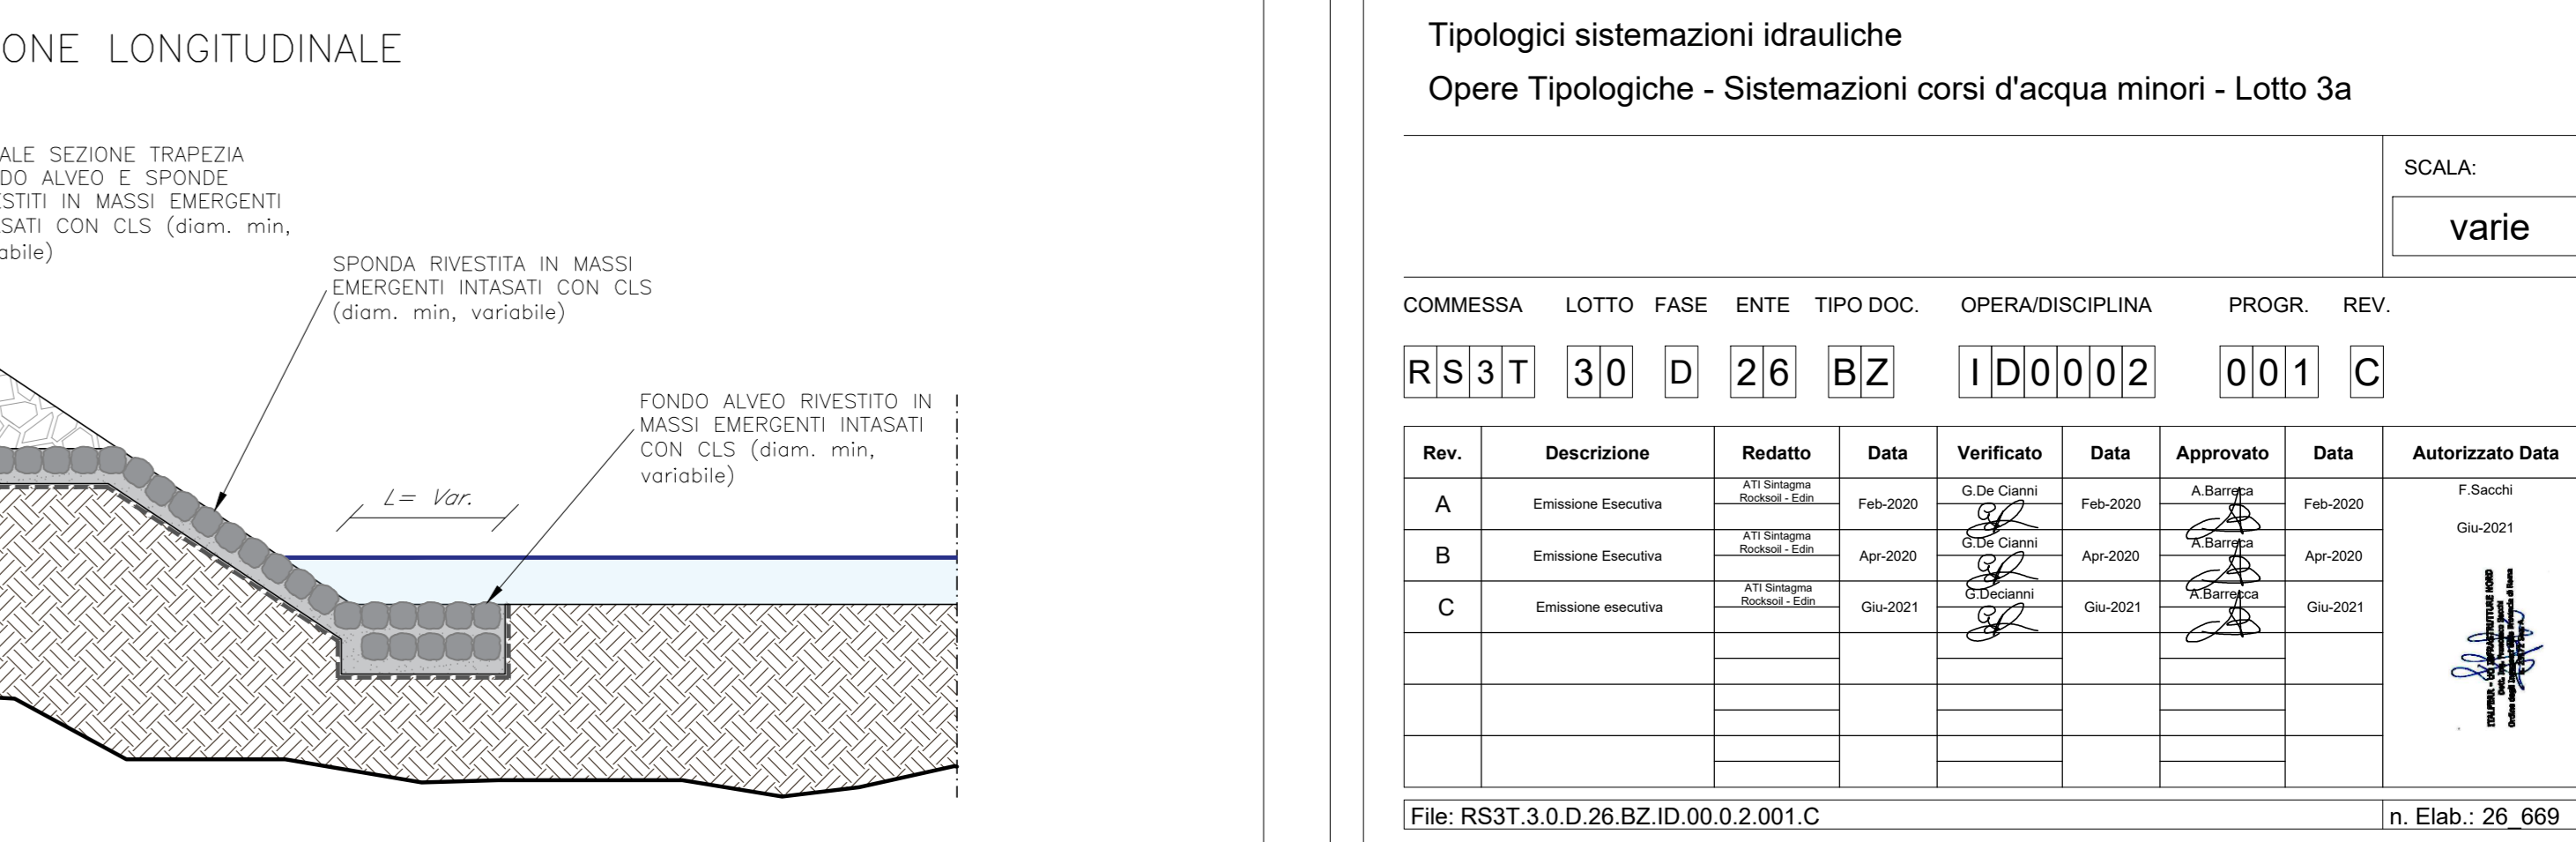 ONE LONGITUDINALE
ALE SEZIONE TRAPEZIA
DO ALVEO E SPONDE
ESTITI IN MASSI EMERGENTI
SATI CON CLS (diam. min,
abile)
SPONDA RIVESTITA IN MASSI
EMERGENTI INTASATI CON CLS
(diam. min, variabile)
FONDO ALVEO RIVESTITO IN
MASSI EMERGENTI INTASATI
CON CLS (diam. min,
variabile)
L= Var.
Tipologici sistemazioni idrauliche
Opere Tipologiche - Sistemazioni corsi d'acqua minori - Lotto 3a
SCALA:
varie
COMMESSA LOTTO FASE ENTE TIPO DOC. OPERA/DISCIPLINA PROGR. REV.
RS3T 30 D 26 BZ ID0002 001 C
Rev. Descrizione Redatto Data Verificato Data Approvato Data Autorizzato Data
A Emissione Esecutiva ATI Sintagma Rocksoil - Edin Feb-2020 G.De Cianni Feb-2020 A.Barreca Feb-2020 F.Sacchi
Giu-2021
B Emissione Esecutiva ATI Sintagma Rocksoil - Edin Apr-2020 G.De Cianni Apr-2020 A.Barreca Apr-2020
C Emissione esecutiva ATI Sintagma Rocksoil - Edin Giu-2021 G.Decianni Giu-2021 A.Barrecca Giu-2021
File: RS3T.3.0.D.26.BZ.ID.00.0.2.001.C
n. Elab.: 26_669